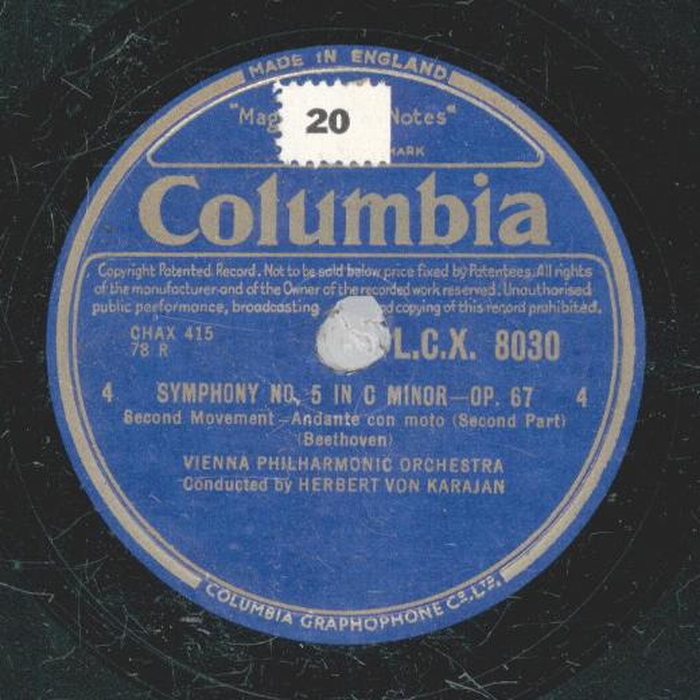 MADE IN ENGLAND
"Mag Notes"
20
MARK
Columbia
Copyright Patented Record. Not to be sold below price fixed by Patentees. All rights
of the manufacturer and of the Owner of the recorded work reserved. Unauthorised
public performance, broadcasting and copying of this record prohibited.
CHAX 415
78 R
L.C.X. 8030
4 SYMPHONY NO. 5 IN C MINOR—OP. 67 4
Second Movement—Andante con moto (Second Part)
(Beethoven)
VIENNA PHILHARMONIC ORCHESTRA
Conducted by HERBERT VON KARAJAN
COLUMBIA GRAPHOPHONE Co. LTD.